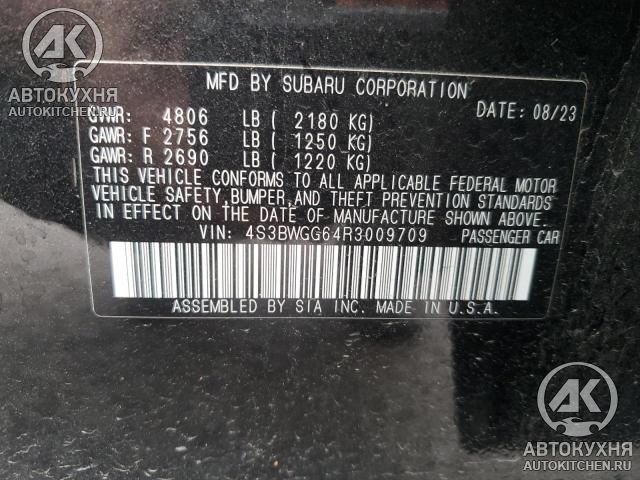 AK
АВТОКУХНЯ
AUTOKITCHEN.RU
MFD BY SUBARU CORPORATION
GVWR: 4806 LB ( 2180 KG) DATE: 08/23
GAWR: F 2756 LB ( 1250 KG)
GAWR: R 2690 LB ( 1220 KG)
THIS VEHICLE CONFORMS TO ALL APPLICABLE FEDERAL MOTOR
VEHICLE SAFETY, BUMPER, AND THEFT PREVENTION STANDARDS
IN EFFECT ON THE DATE OF MANUFACTURE SHOWN ABOVE.
VIN: 4S3BWGG64R3009709 PASSENGER CAR
ASSEMBLED BY SIA INC. MADE IN U.S.A.
AK
АВТОКУХНЯ
AUTOKITCHEN.RU